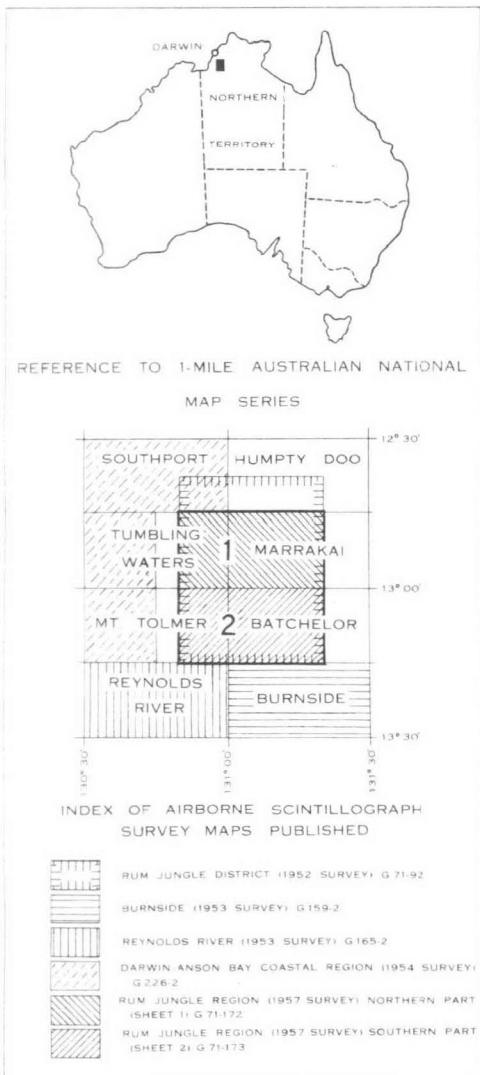 DARWIN
NORTHERN
TERRITORY
REFERENCE TO 1-MILE AUSTRALIAN NATIONAL
MAP SERIES
12°30'
SOUTHPORT HUMPTY DOO
TUMBLING
WATERS 1 MARRAKAI
13°00'
MT TOLMER 2 BATCHELOR
REYNOLDS
RIVER BURNSIDE
13°30'
130°30'
131°00'
131°30'
INDEX OF AIRBORNE SCINTILLOGRAPH
SURVEY MAPS PUBLISHED
RUM JUNGLE DISTRICT (1952 SURVEY) G 71-92
BURNSIDE (1953 SURVEY) G159-2
REYNOLDS RIVER (1953 SURVEY) G165-2
DARWIN ANSON BAY COASTAL REGION (1954 SURVEY)
G 226-2
RUM JUNGLE REGION (1957 SURVEY) NORTHERN PART
(SHEET 1) G 71-172
RUM JUNGLE REGION (1957 SURVEY) SOUTHERN PART
(SHEET 2) G 71-173